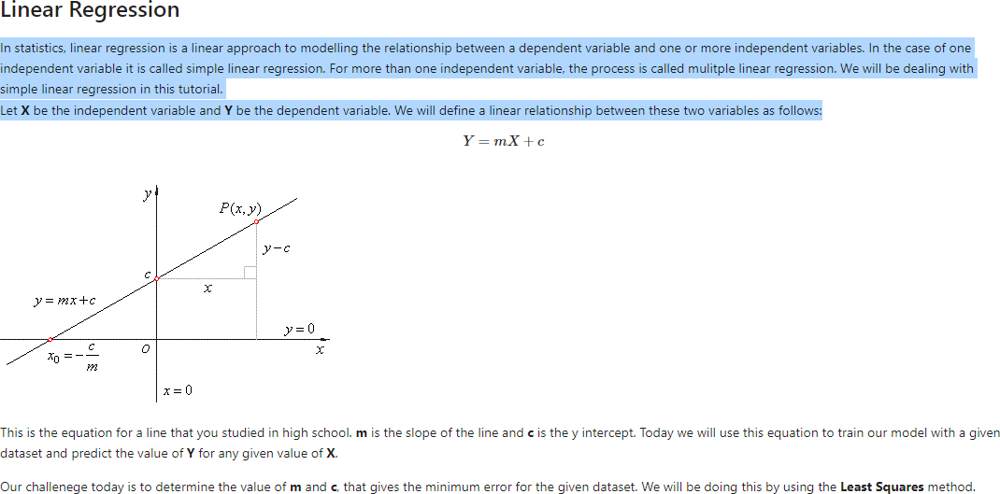 Linear Regression
In statistics, linear regression is a linear approach to modelling the relationship between a dependent variable and one or more independent variables. In the case of one
independent variable it is called simple linear regression. For more than one independent variable, the process is called mulitple linear regression. We will be dealing with
simple linear regression in this tutorial.
Let X be the independent variable and Y be the dependent variable. We will define a linear relationship between these two variables as follows:
Y = mX + c
y
P(x, y)
y−c
c
x
y = mx+c
y = 0
x₀ = − c/m
O
x
x = 0
This is the equation for a line that you studied in high school. m is the slope of the line and c is the y intercept. Today we will use this equation to train our model with a given
dataset and predict the value of Y for any given value of X.
Our challenege today is to determine the value of m and c, that gives the minimum error for the given dataset. We will be doing this by using the Least Squares method.